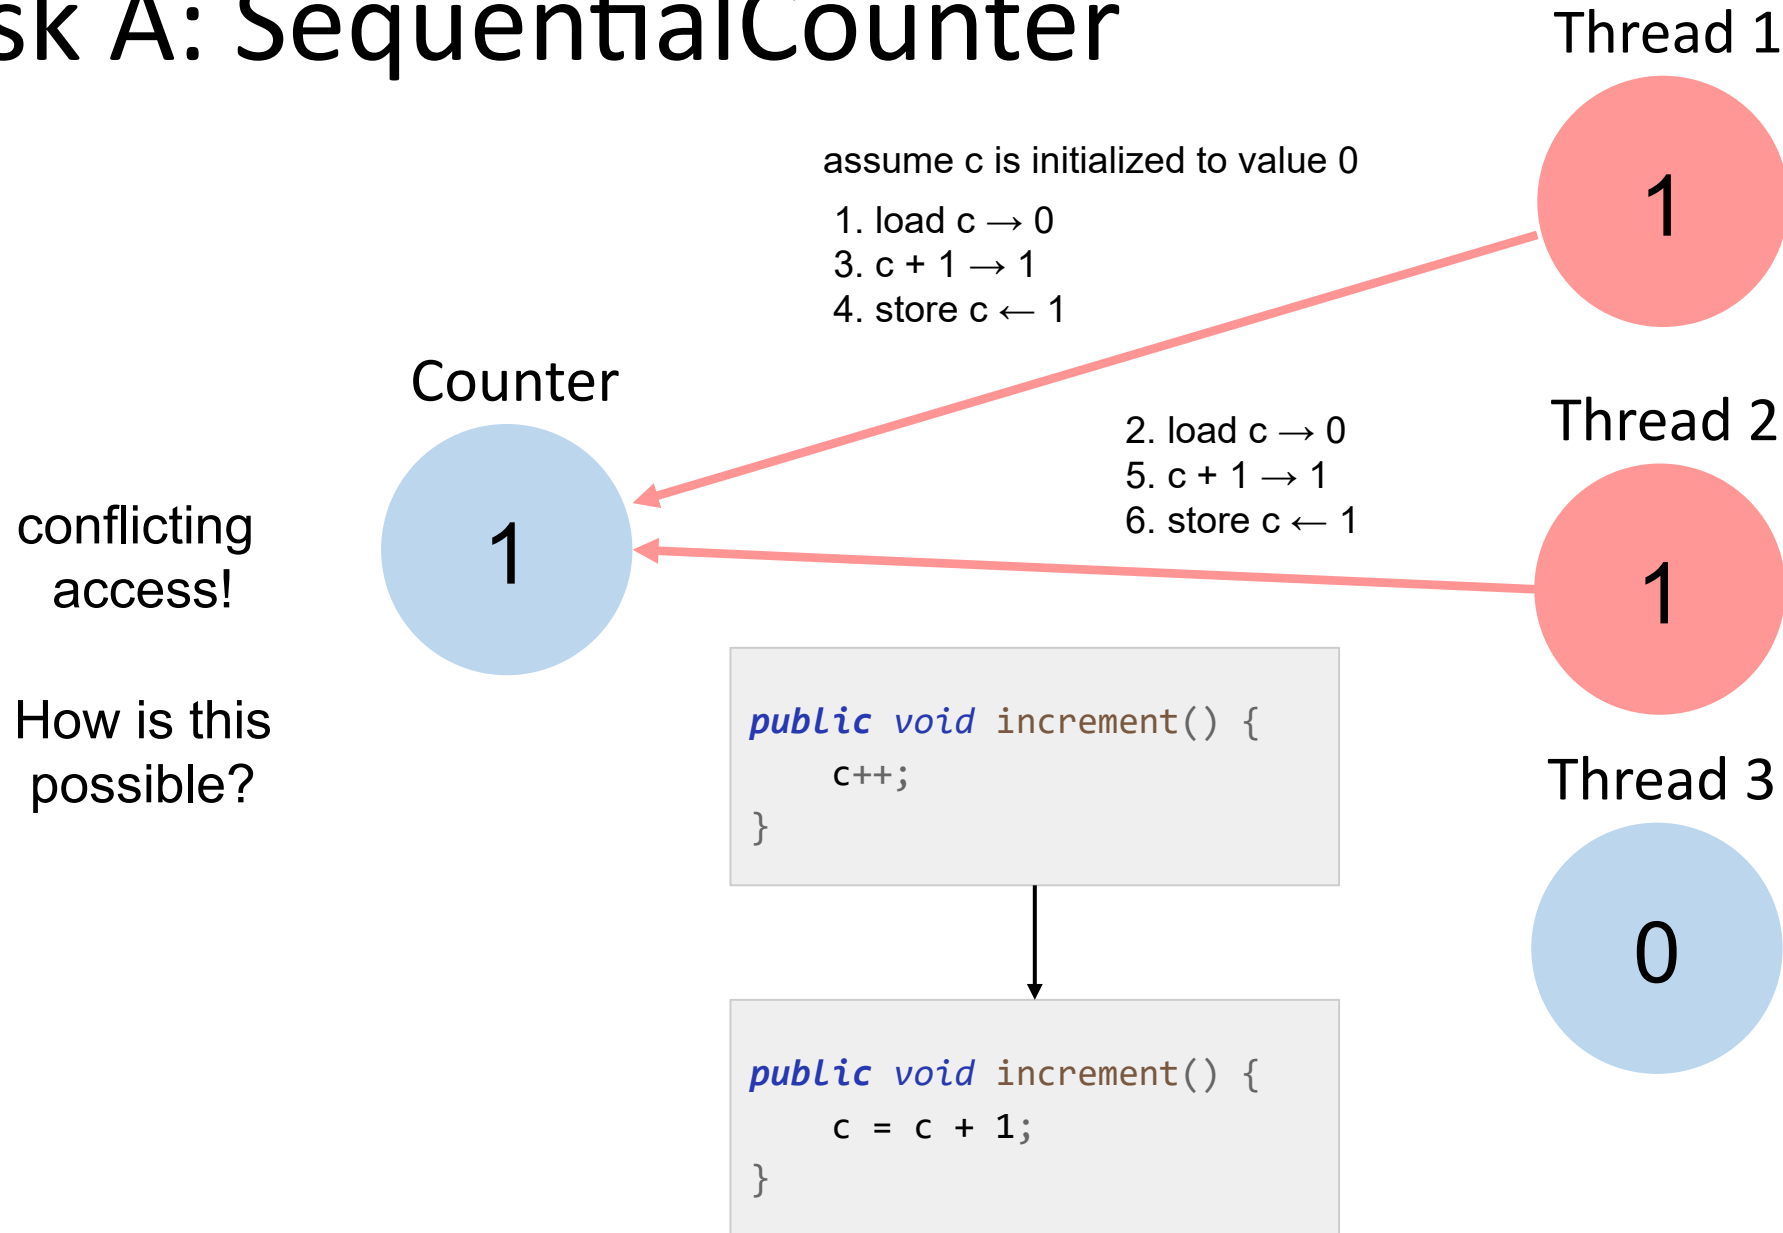 sk A: SequentialCounter
Thread 1
assume c is initialized to value 0
1. load c → 0
3. c + 1 → 1
4. store c ← 1
1
Counter
1
conflicting
access!
How is this
possible?
2. load c → 0
5. c + 1 → 1
6. store c ← 1
Thread 2
1
public void increment() {
c++;
}
Thread 3
0
public void increment() {
c = c + 1;
}